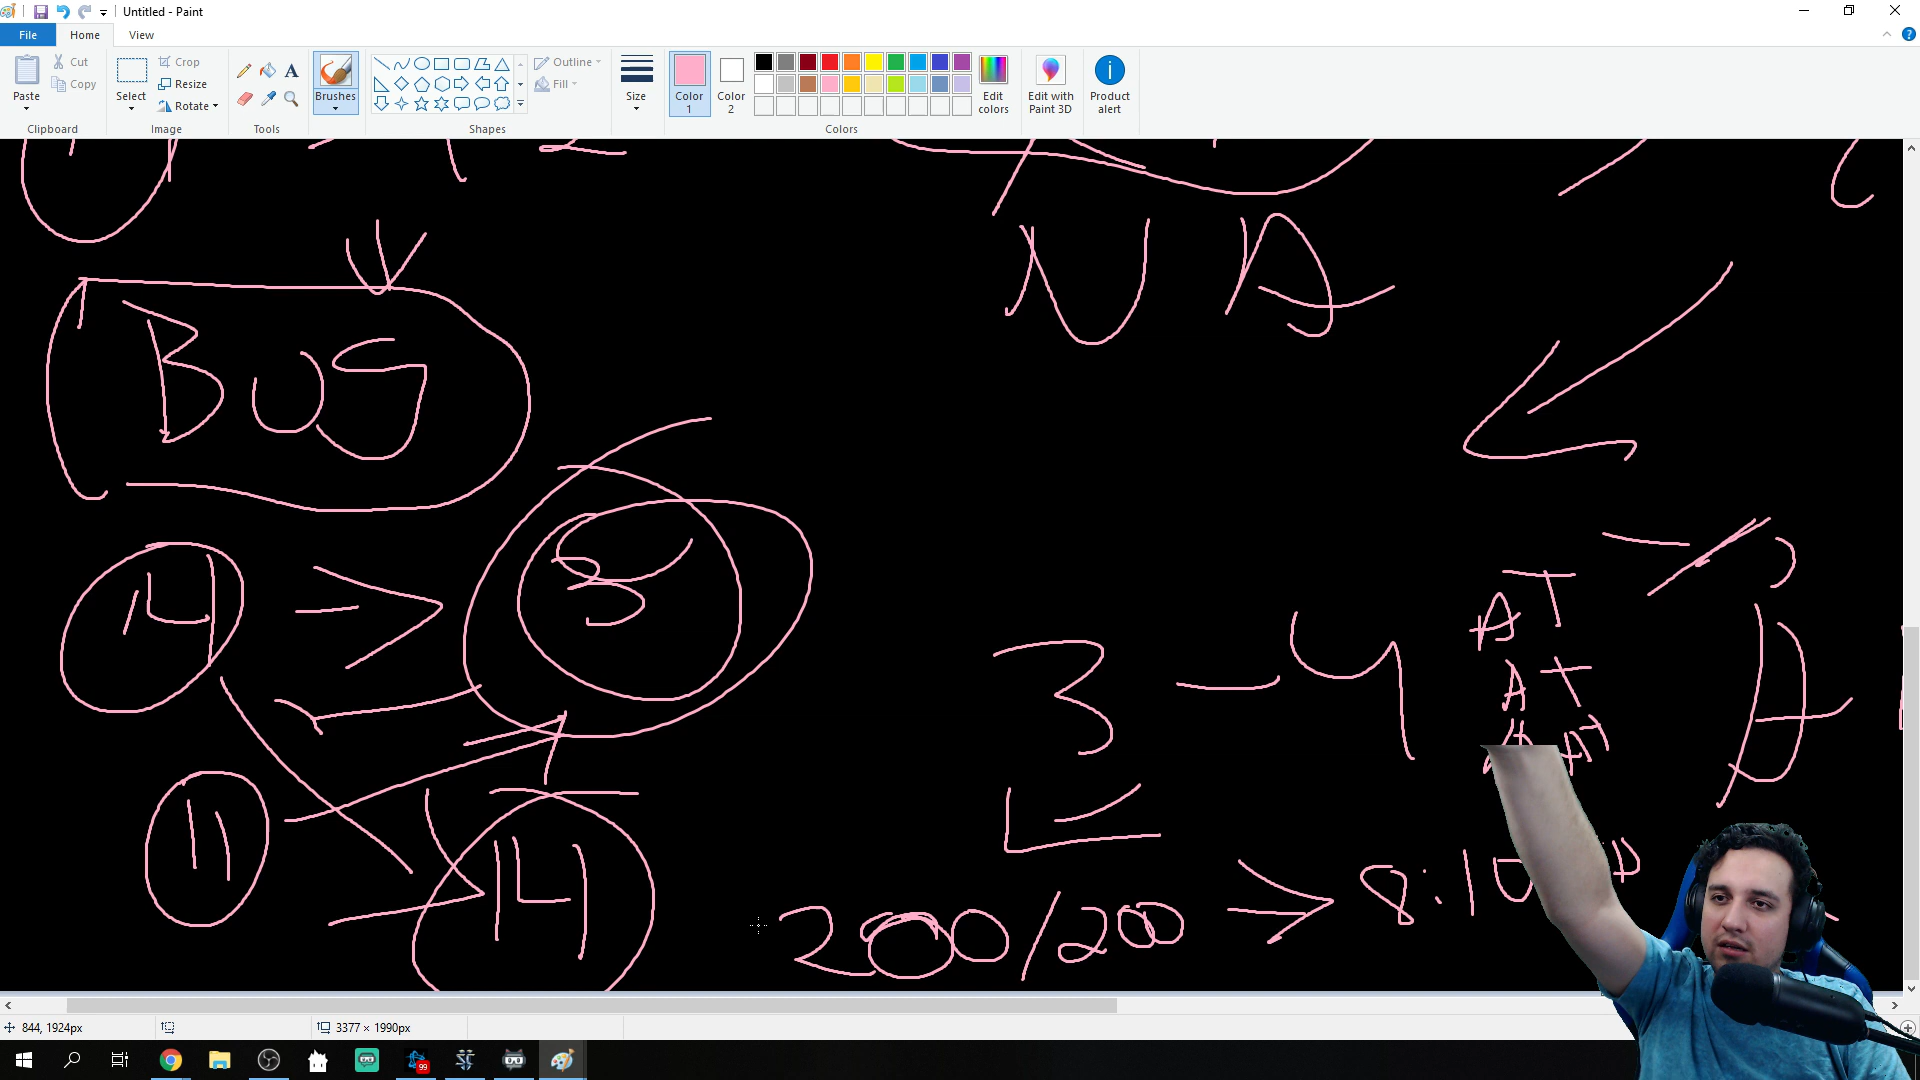 Untitled - Paint
File Home View
Paste
Cut
Copy
Clipboard
Select
Crop
Resize
Rotate
Image
Tools
Brushes
Shapes
Outline
Fill
Size
Color 1
Color 2
Colors
Edit colors
Edit with Paint 3D
Product alert
NA
BUG
14
3
3 - 4
AT
AT
11
14
200/200 > 8:10
844, 1924px
3377 × 1990px
99